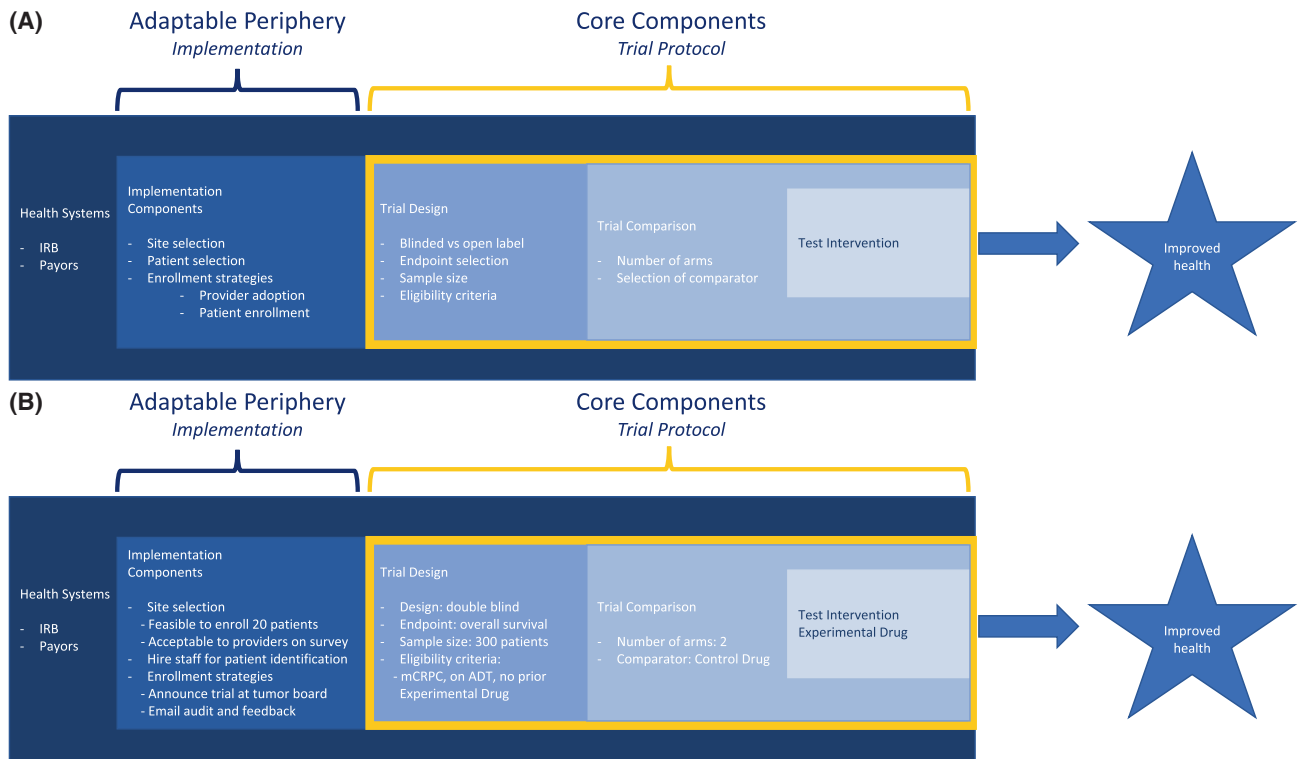 (A)
Adaptable Periphery
Implementation
Core Components
Trial Protocol
Health Systems
- IRB
- Payors
Implementation
Components
- Site selection
- Patient selection
- Enrollment strategies
- Provider adoption
- Patient enrollment
Trial Design
- Blinded vs open label
- Endpoint selection
- Sample size
- Eligibility criteria
Trial Comparison
- Number of arms
- Selection of comparator
Test Intervention
Improved
health
(B)
Adaptable Periphery
Implementation
Core Components
Trial Protocol
Health Systems
- IRB
- Payors
Implementation
Components
- Site selection
- Feasible to enroll 20 patients
- Acceptable to providers on survey
- Hire staff for patient identification
- Enrollment strategies
- Announce trial at tumor board
- Email audit and feedback
Trial Design
- Design: double blind
- Endpoint: overall survival
- Sample size: 300 patients
- Eligibility criteria:
- mCRPC, on ADT, no prior
Experimental Drug
Trial Comparison
- Number of arms: 2
- Comparator: Control Drug
Test Intervention
Experimental Drug
Improved
health